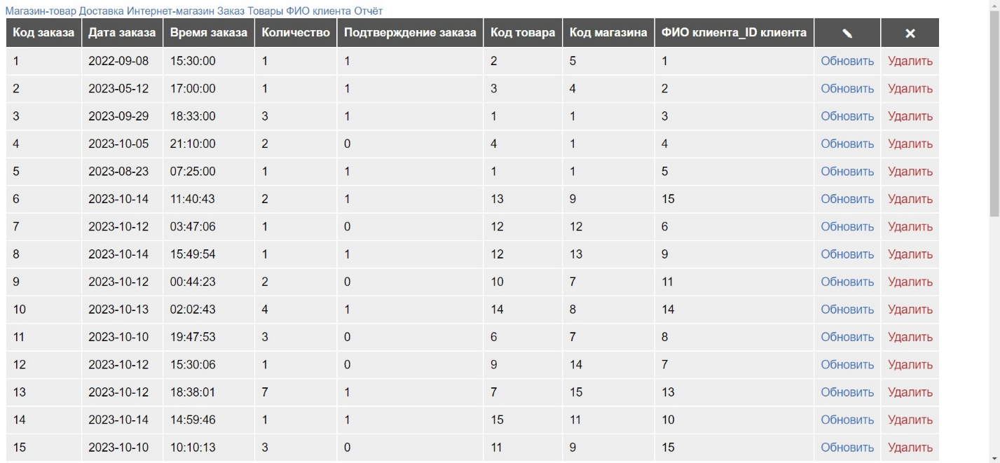 Магазин-товар Доставка Интернет-магазин Заказ Товары ФИО клиента Отчёт
Код заказа Дата заказа Время заказа Количество Подтверждение заказа Код товара Код магазина ФИО клиента_ID клиента ✎ ✕
1 2022-09-08 15:30:00 1 1 2 5 1 Обновить Удалить
2 2023-05-12 17:00:00 1 1 3 4 2 Обновить Удалить
3 2023-09-29 18:33:00 3 1 1 1 3 Обновить Удалить
4 2023-10-05 21:10:00 2 0 4 1 4 Обновить Удалить
5 2023-08-23 07:25:00 1 1 1 1 5 Обновить Удалить
6 2023-10-14 11:40:43 2 1 13 9 15 Обновить Удалить
7 2023-10-12 03:47:06 1 0 12 12 6 Обновить Удалить
8 2023-10-14 15:49:54 1 1 12 13 9 Обновить Удалить
9 2023-10-12 00:44:23 2 0 10 7 11 Обновить Удалить
10 2023-10-13 02:02:43 4 1 14 8 14 Обновить Удалить
11 2023-10-10 19:47:53 3 0 6 7 8 Обновить Удалить
12 2023-10-12 15:30:06 1 0 9 14 7 Обновить Удалить
13 2023-10-12 18:38:01 7 1 7 15 13 Обновить Удалить
14 2023-10-14 14:59:46 1 1 15 11 10 Обновить Удалить
15 2023-10-10 10:10:13 3 0 11 9 15 Обновить Удалить